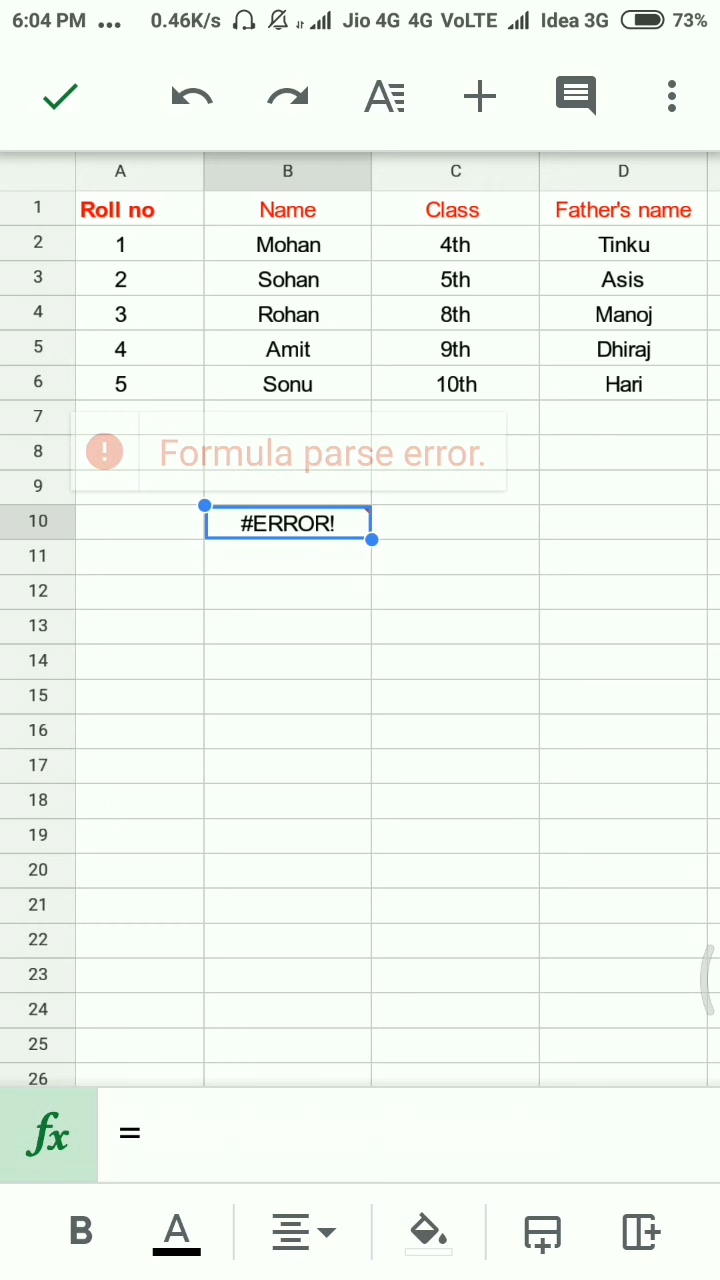 6:04 PM ... 0.46K/s Jio 4G 4G VoLTE Idea 3G 73%
A B C D
1 Roll no Name Class Father's name
2 1 Mohan 4th Tinku
3 2 Sohan 5th Asis
4 3 Rohan 8th Manoj
5 4 Amit 9th Dhiraj
6 5 Sonu 10th Hari
7
8 Formula parse error.
9
10 #ERROR!
11
12
13
14
15
16
17
18
19
20
21
22
23
24
25
26
fx =
B A